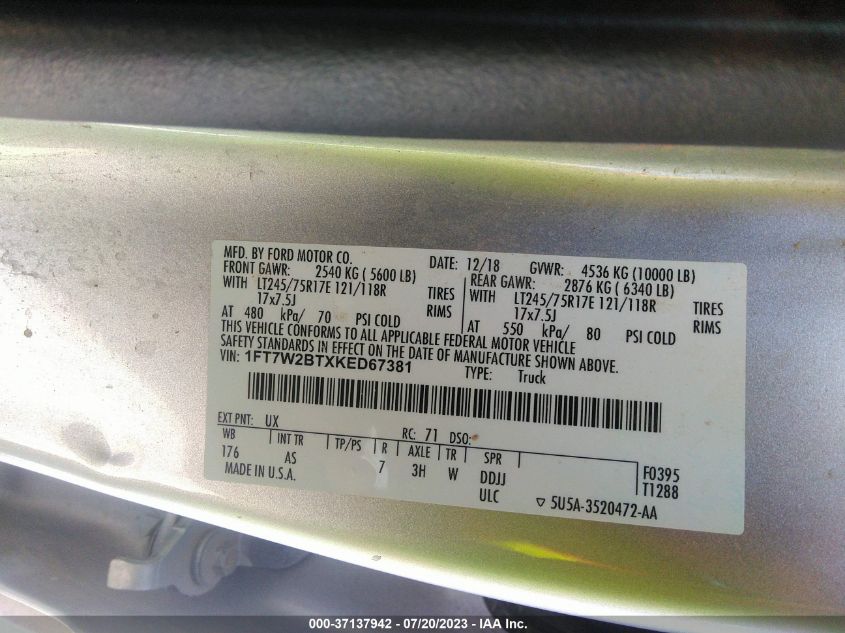 MFD. BY FORD MOTOR CO. DATE: 12/18 GVWR: 4536 KG (10000 LB)
FRONT GAWR: 2540 KG ( 5600 LB) REAR GAWR: 2876 KG ( 6340 LB)
WITH LT245/75R17E 121/118R TIRES WITH LT245/75R17E 121/118R TIRES
17x7.5J RIMS 17x7.5J RIMS
AT 480 kPa/ 70 PSI COLD AT 550 kPa/ 80 PSI COLD
THIS VEHICLE CONFORMS TO ALL APPLICABLE FEDERAL MOTOR VEHICLE
SAFETY STANDARDS IN EFFECT ON THE DATE OF MANUFACTURE SHOWN ABOVE.
VIN: 1FT7W2BTXKED67381 TYPE: Truck
EXT PNT: UX RC: 71 DSO:
WB INT TR TP/PS R AXLE TR SPR F0395
176 AS 7 3H W DDJJ T1288
MADE IN U.S.A. ULC ▽ 5U5A-3520472-AA
000-37137942 - 07/20/2023 - IAA Inc.